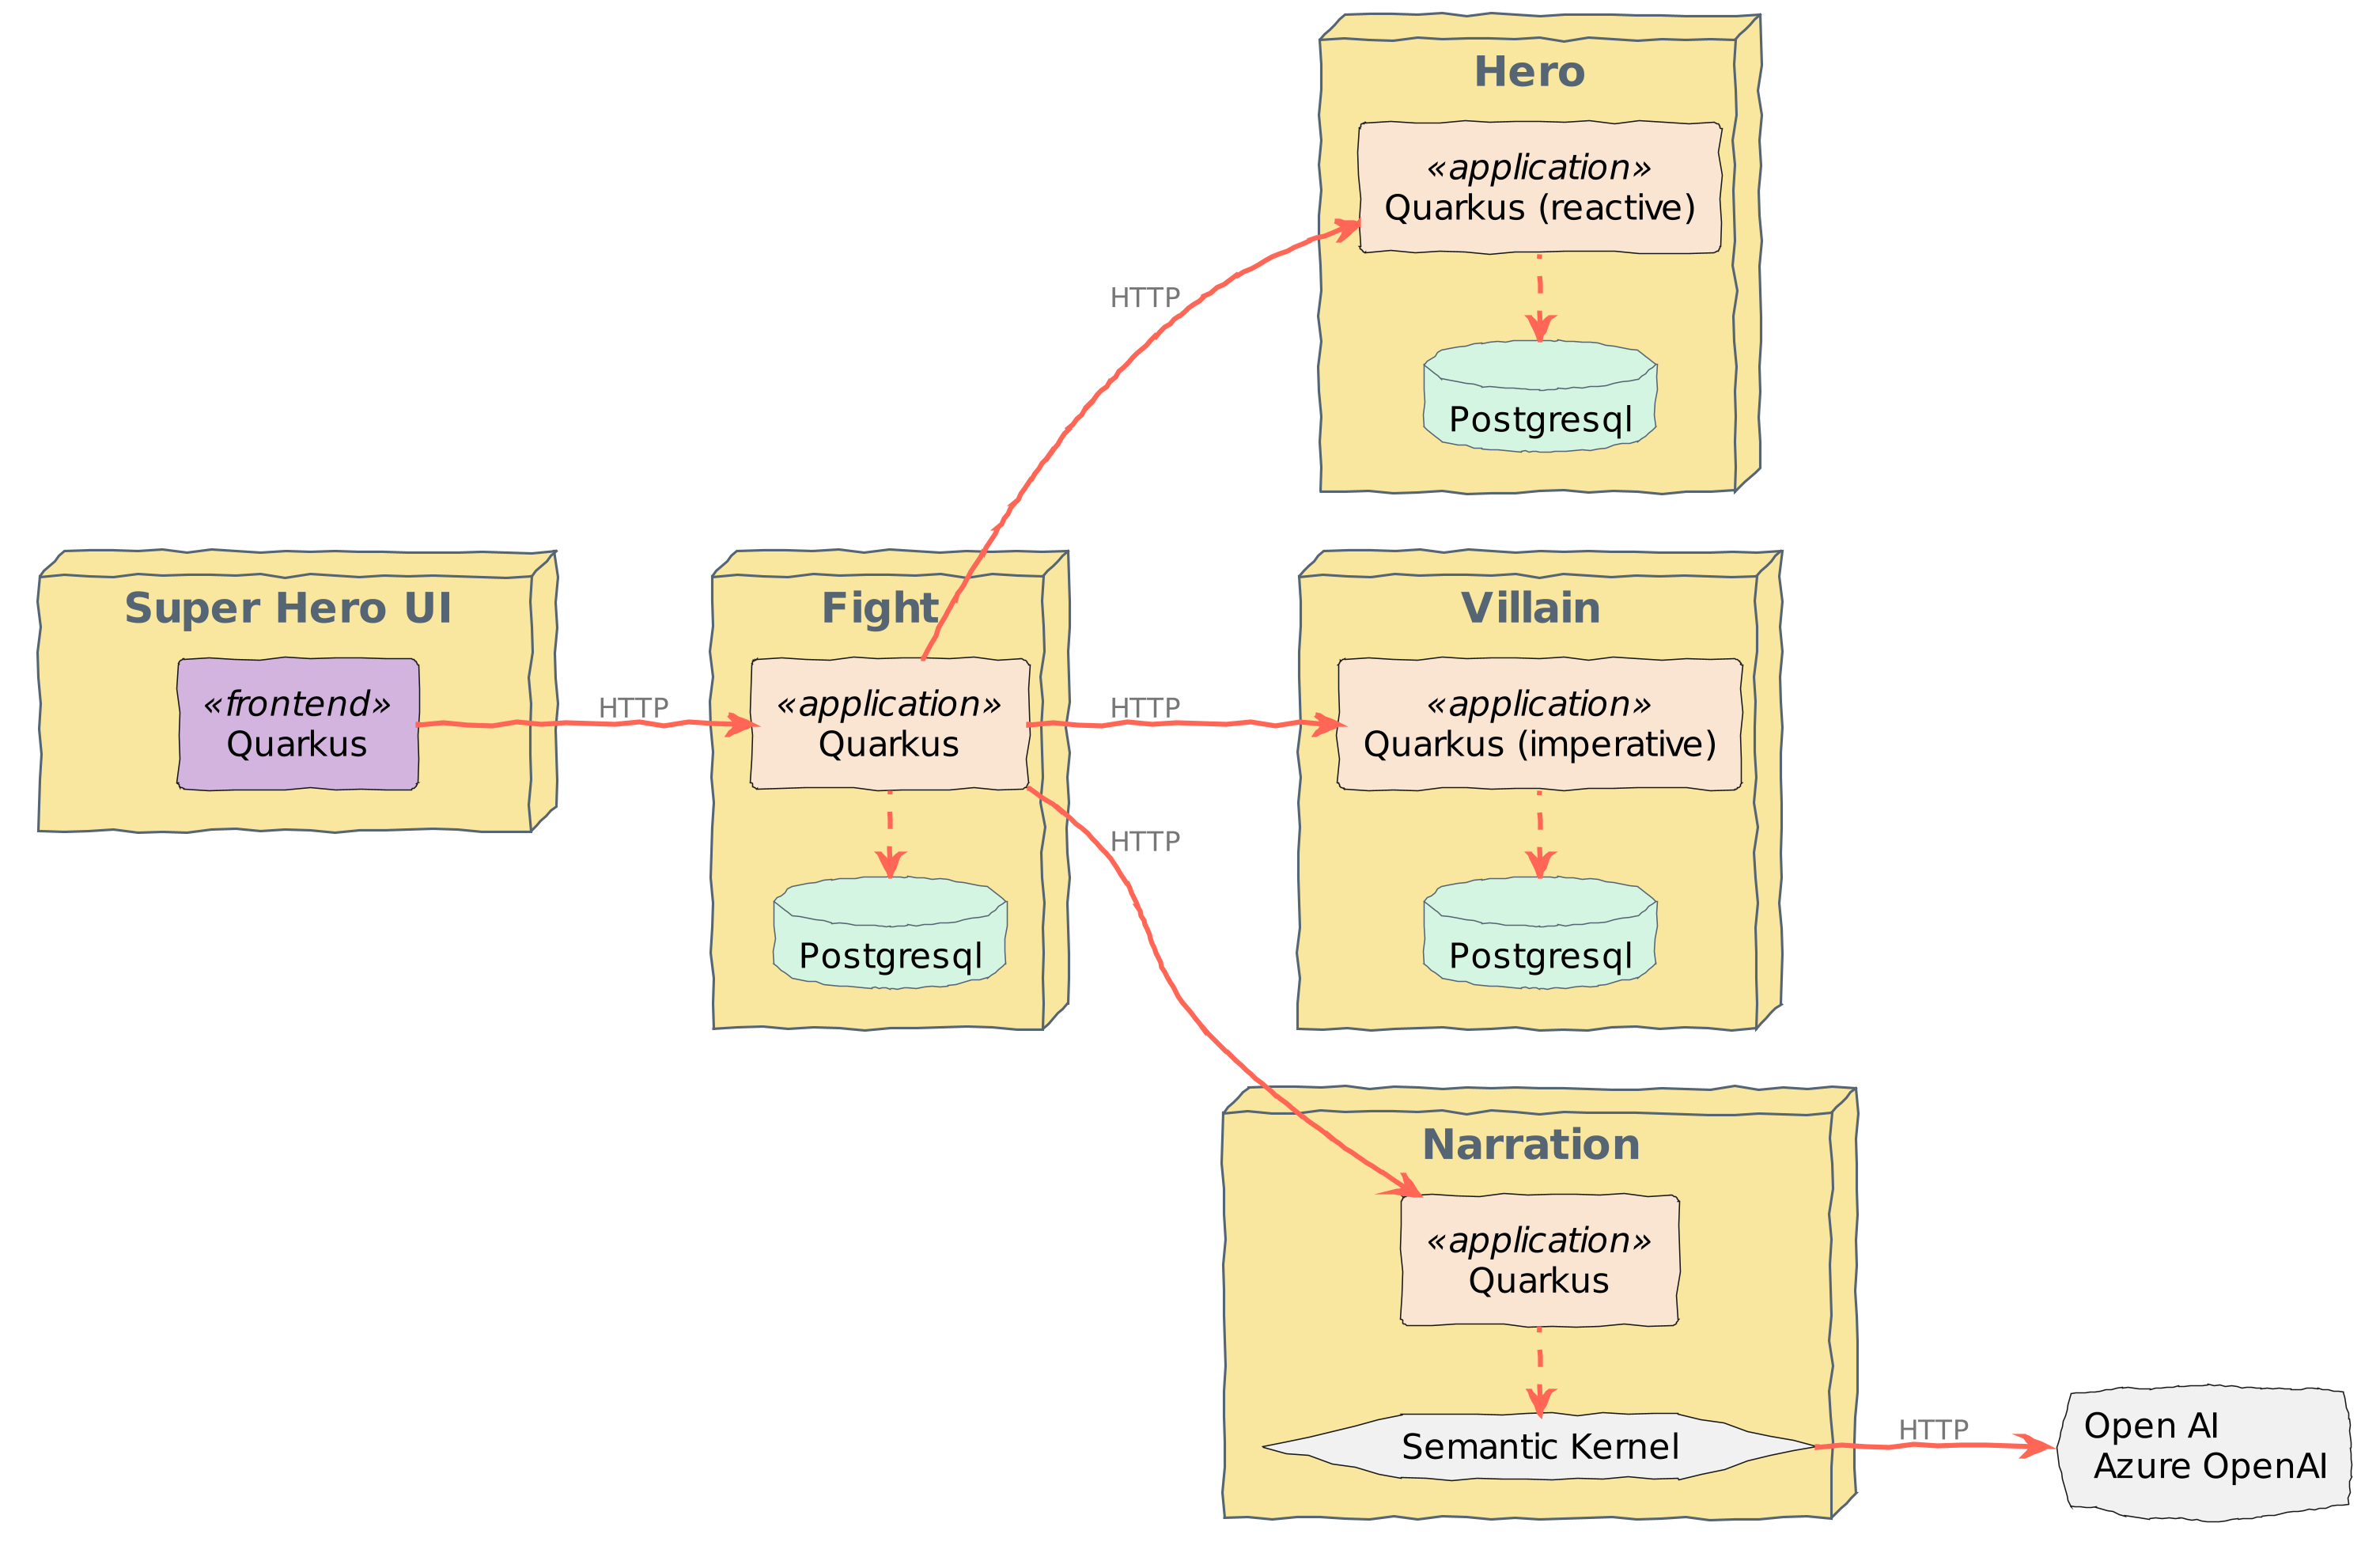 Hero
«application»
Quarkus (reactive)
HTTP
Postgresql
Super Hero UI
«frontend»
Quarkus
HTTP
Fight
«application»
Quarkus
Postgresql
HTTP
Villain
«application»
Quarkus (imperative)
Postgresql
HTTP
Narration
«application»
Quarkus
Semantic Kernel
HTTP
Open AI
Azure OpenAI